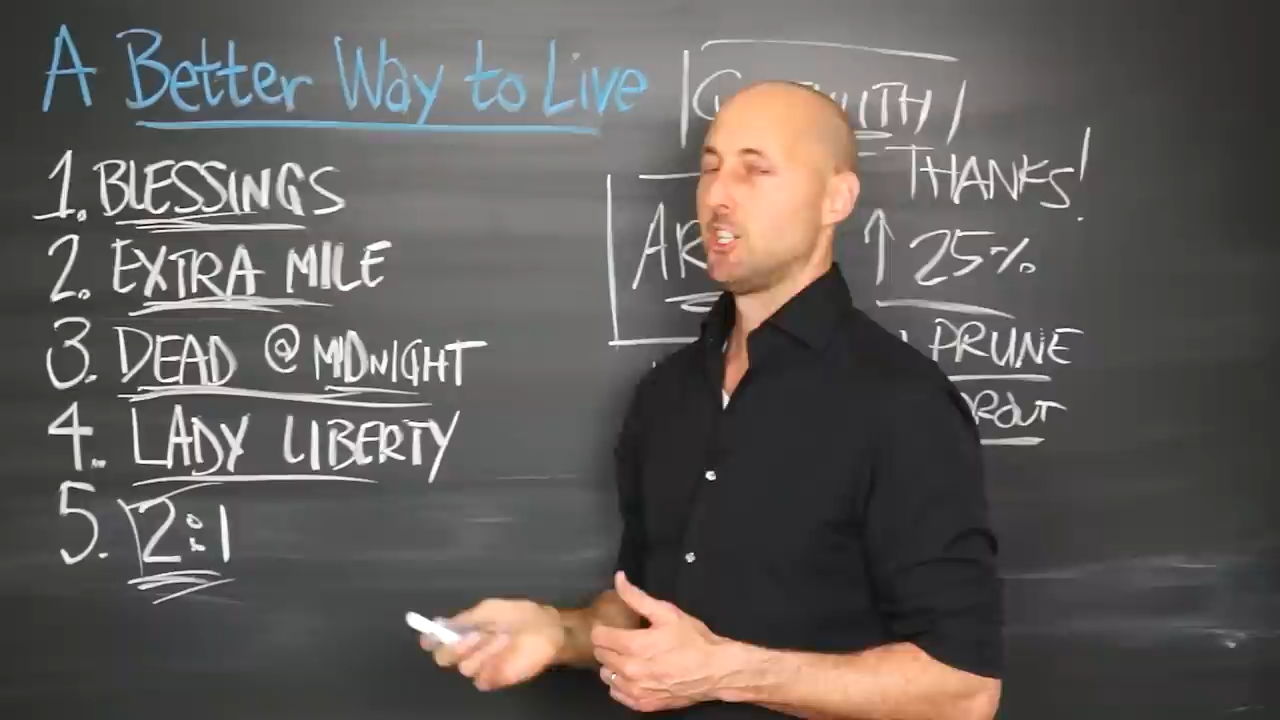 A Better Way to Live
1. BLESSINGS
2. EXTRA MILE
3. DEAD @ MIDNIGHT
4. LADY LIBERTY
5. 2:1
THANKS!
↑ 25%
PRUNE